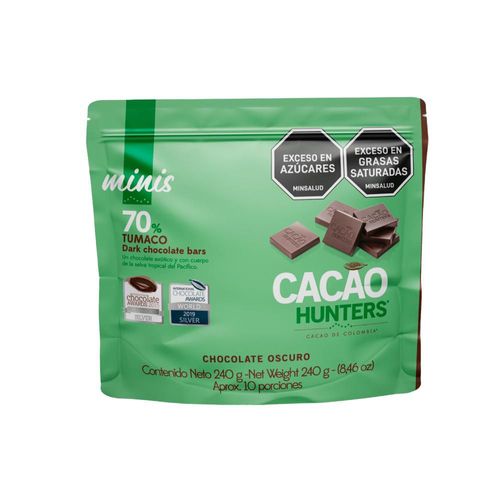 minis
70%
TUMACO
Dark chocolate bars
Un chocolate exótico y con cuerpo
de la selva tropical del Pacífico.
chocolate
AWARDS
SILVER
INTERNATIONAL
CHOCOLATE
AWARDS
WORLD
2019
SILVER
EXCESO EN
AZÚCARES
MINSALUD
EXCESO EN
GRASAS
SATURADAS
MINSALUD
CACAO
HUNTERS
CACAO DE COLOMBIA
CHOCOLATE OSCURO
Contenido Neto 240 g -Net Weight 240 g - (8,46 oz)
Aprox. 10 porciones